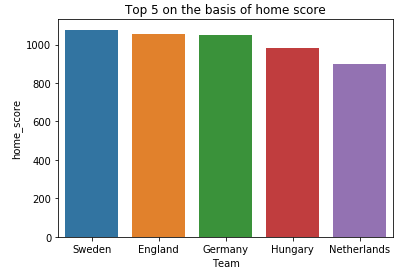 Top 5 on the basis of home score
home_score
1000
800
600
400
200
0
Sweden England Germany Hungary Netherlands
Team